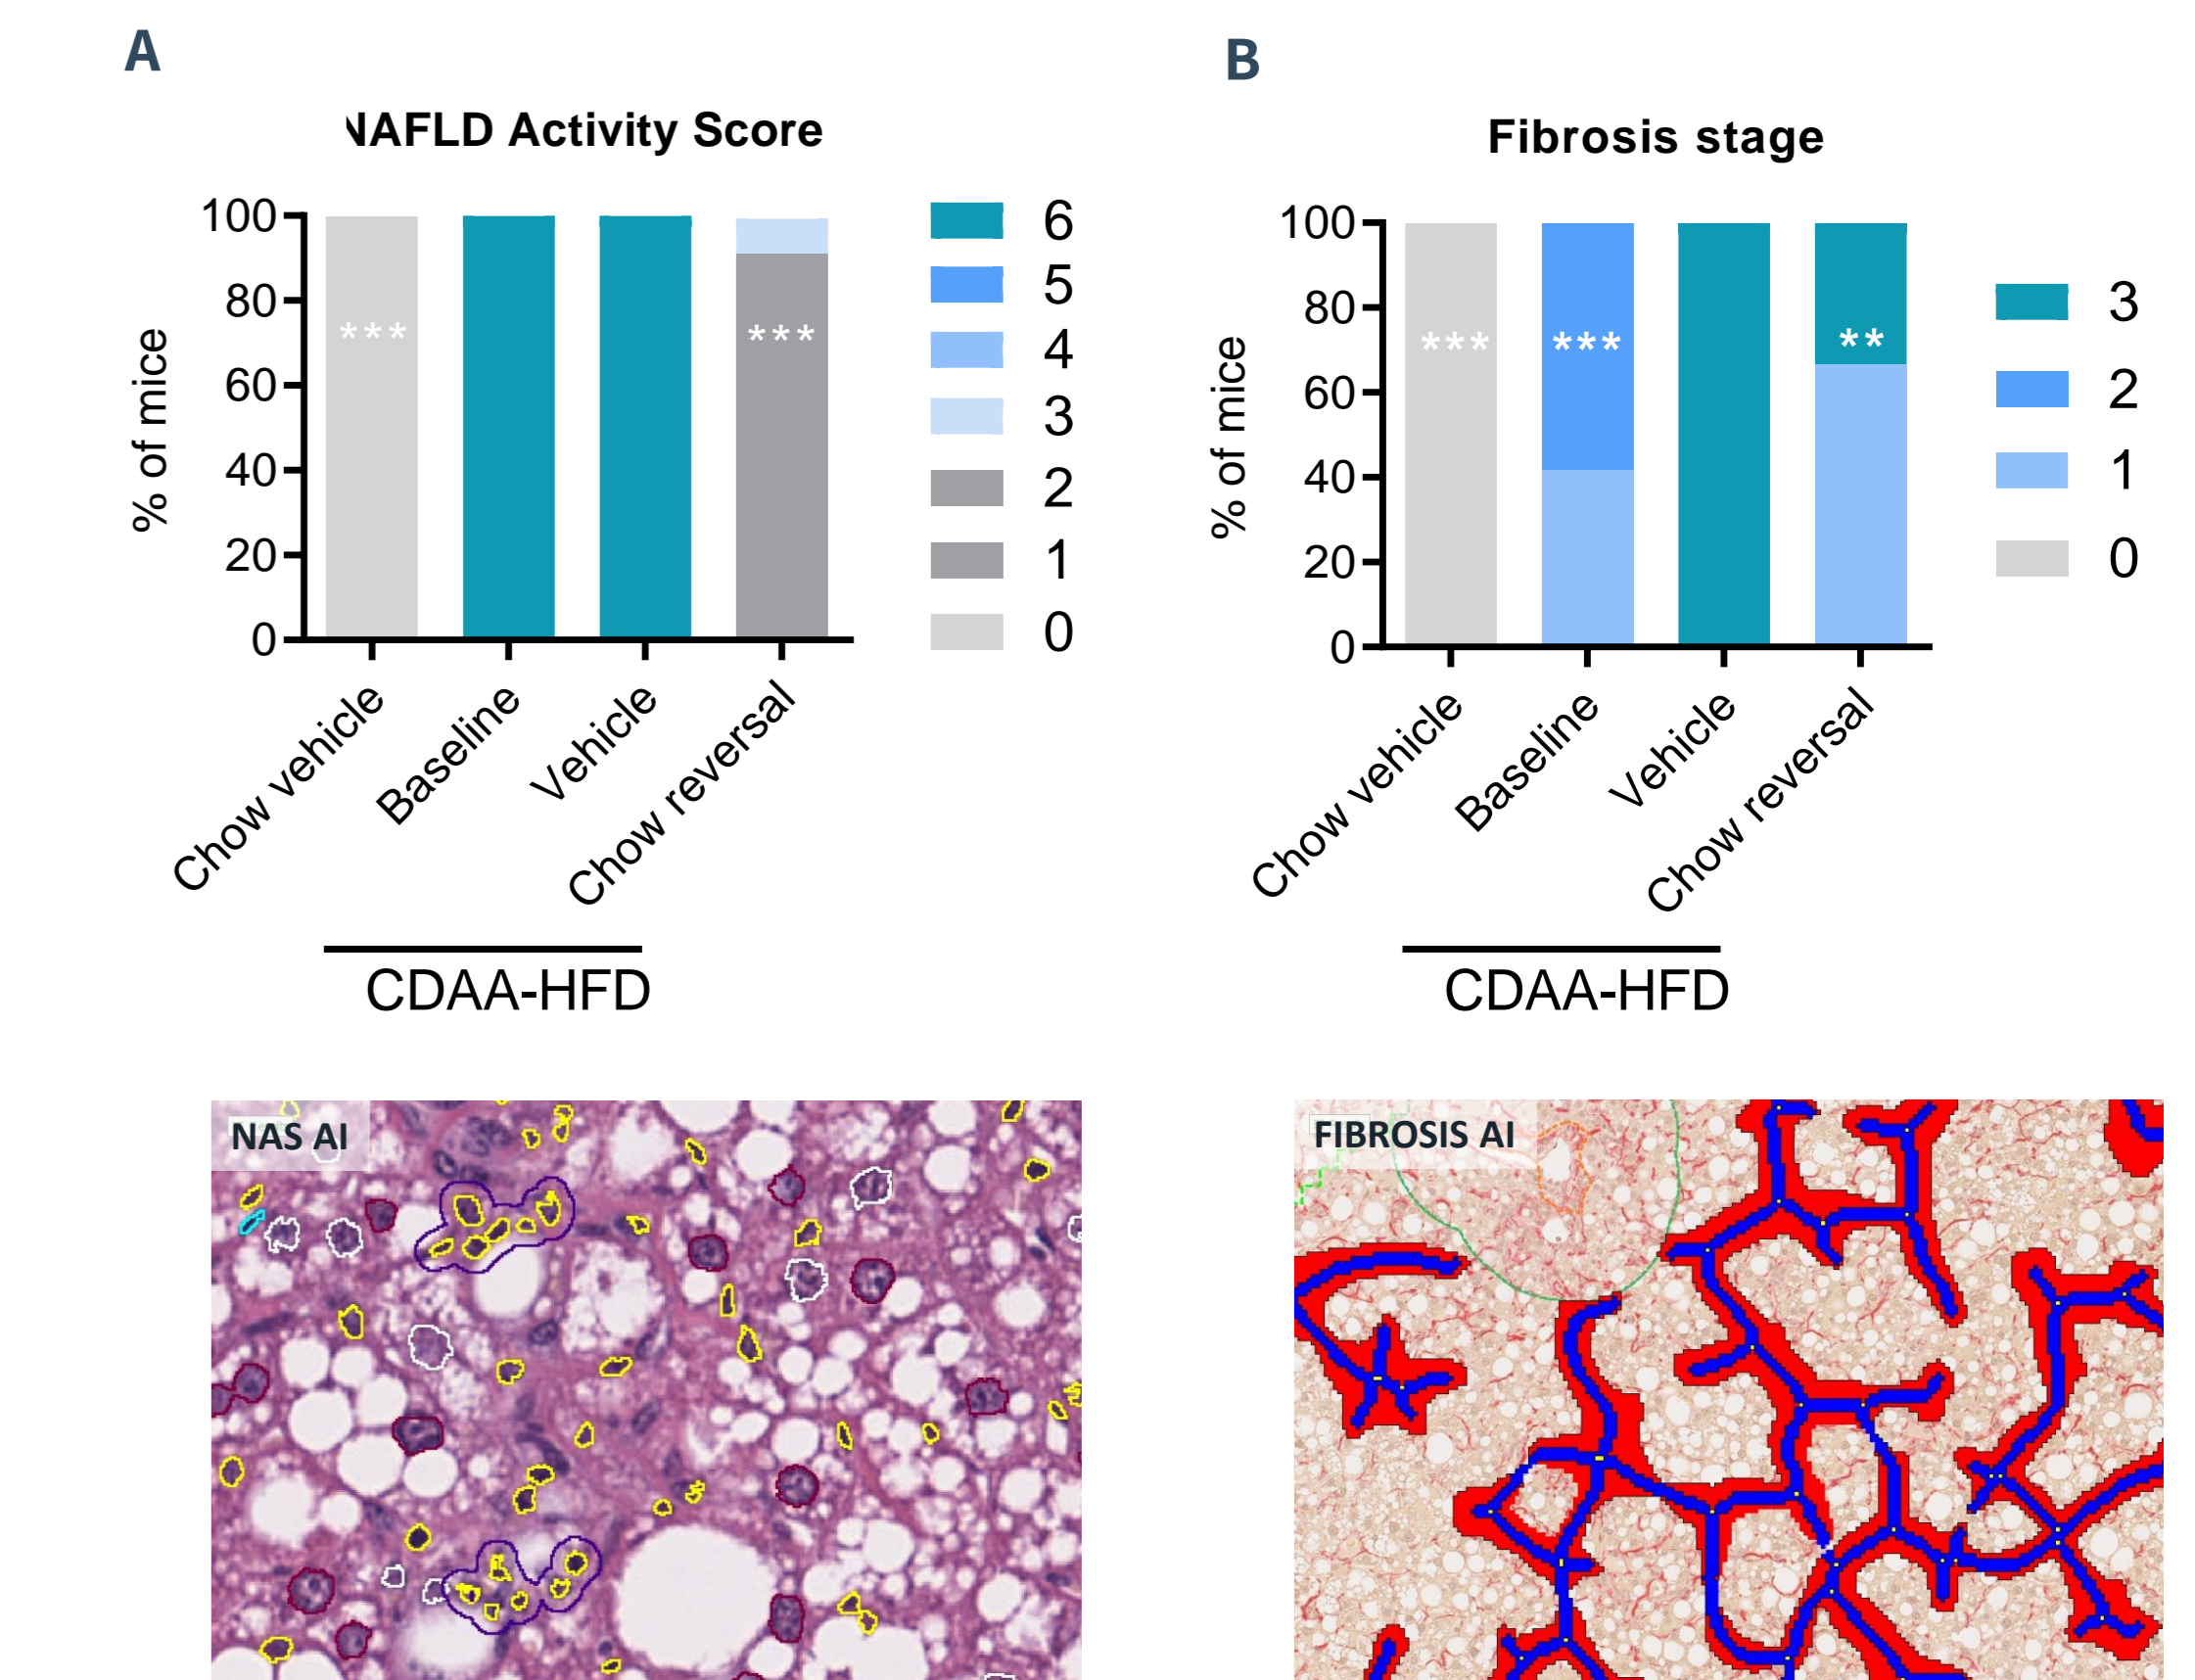 A
B
NAFLD Activity Score
Fibrosis stage
% of mice
100
80
60
40
20
0
6
5
4
3
2
1
0
***
***
Chow vehicle
Baseline
Vehicle
Chow reversal
CDAA-HFD
% of mice
100
80
60
40
20
0
3
2
1
0
***
***
**
Chow vehicle
Baseline
Vehicle
Chow reversal
CDAA-HFD
NAS AI
FIBROSIS AI